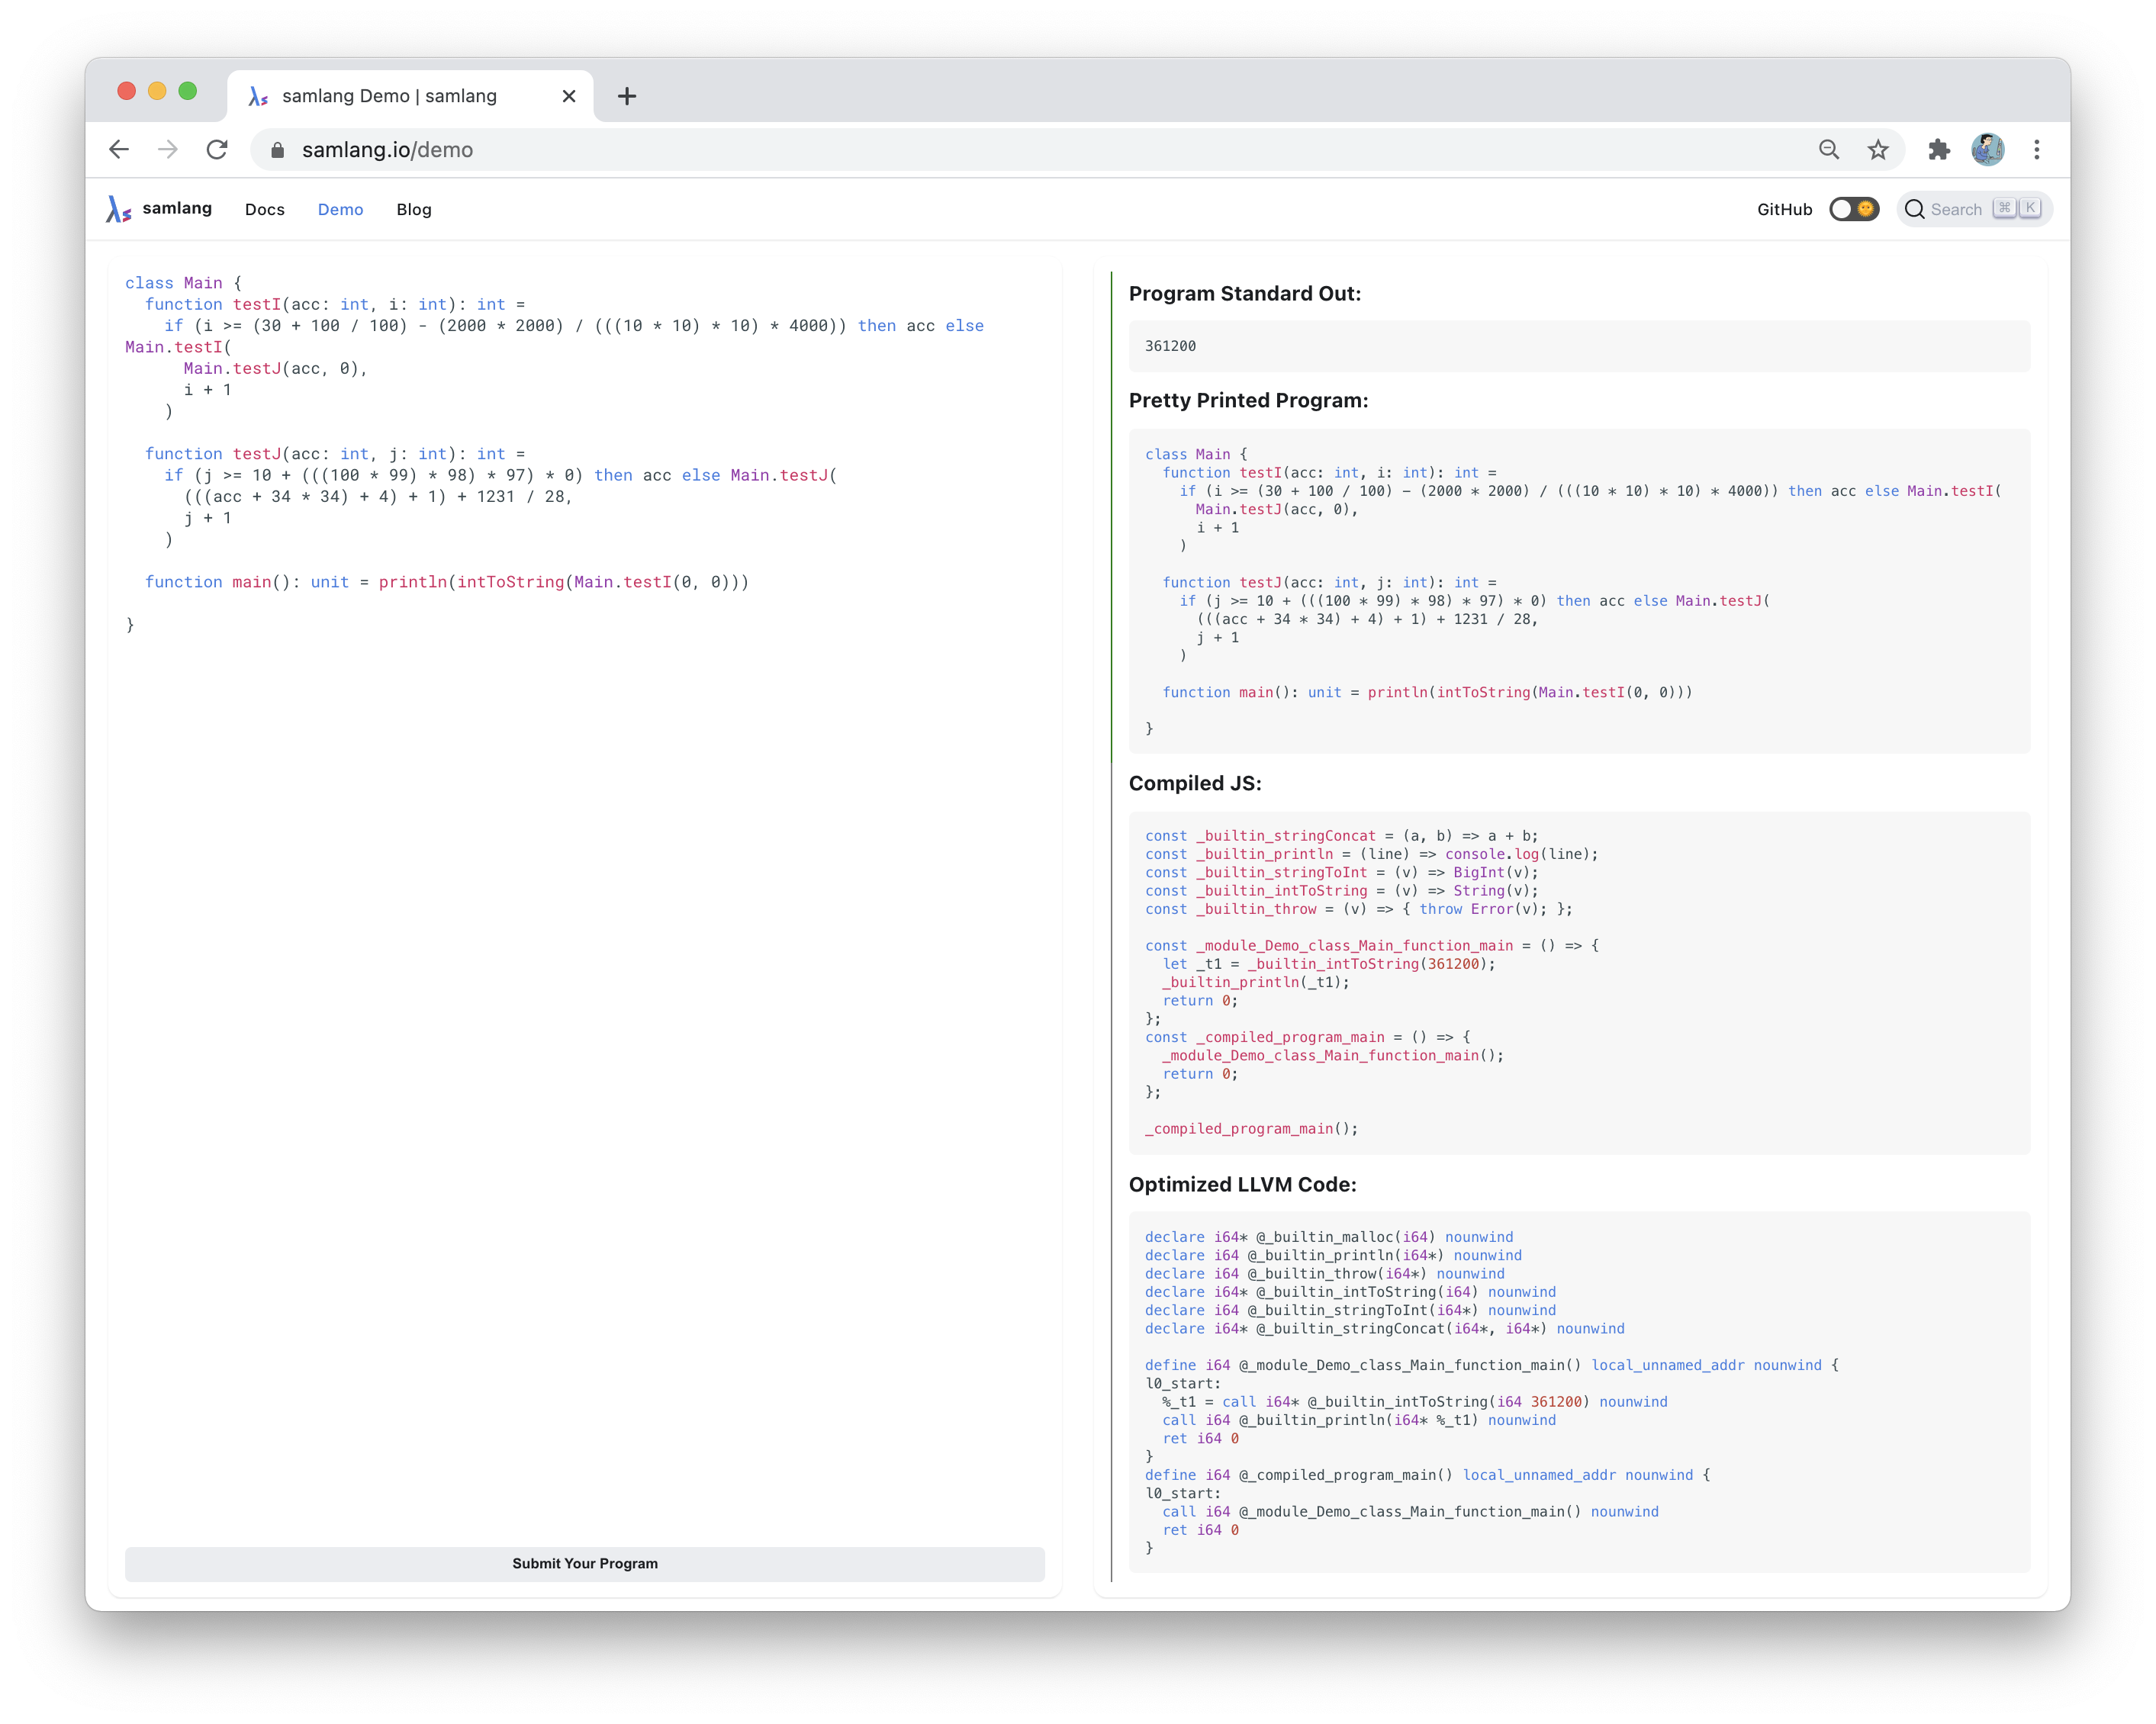 samlang Demo | samlang
samlang.io/demo
samlang
Docs
Demo
Blog
GitHub
Search
⌘
K
class Main {
  function testI(acc: int, i: int): int =
    if (i >= (30 + 100 / 100) - (2000 * 2000) / (((10 * 10) * 10) * 4000)) then acc else
Main.testI(
      Main.testJ(acc, 0),
      i + 1
    )
  function testJ(acc: int, j: int): int =
    if (j >= 10 + (((100 * 99) * 98) * 97) * 0) then acc else Main.testJ(
      (((acc + 34 * 34) + 4) + 1) + 1231 / 28,
      j + 1
    )
  function main(): unit = println(intToString(Main.testI(0, 0)))
}
Submit Your Program
Program Standard Out:
361200
Pretty Printed Program:
class Main {
  function testI(acc: int, i: int): int =
    if (i >= (30 + 100 / 100) - (2000 * 2000) / (((10 * 10) * 10) * 4000)) then acc else Main.testI(
      Main.testJ(acc, 0),
      i + 1
    )
  function testJ(acc: int, j: int): int =
    if (j >= 10 + (((100 * 99) * 98) * 97) * 0) then acc else Main.testJ(
      (((acc + 34 * 34) + 4) + 1) + 1231 / 28,
      j + 1
    )
  function main(): unit = println(intToString(Main.testI(0, 0)))
}
Compiled JS:
const _builtin_stringConcat = (a, b) => a + b;
const _builtin_println = (line) => console.log(line);
const _builtin_stringToInt = (v) => BigInt(v);
const _builtin_intToString = (v) => String(v);
const _builtin_throw = (v) => { throw Error(v); };
const _module_Demo_class_Main_function_main = () => {
  let _t1 = _builtin_intToString(361200);
  _builtin_println(_t1);
  return 0;
};
const _compiled_program_main = () => {
  _module_Demo_class_Main_function_main();
  return 0;
};
_compiled_program_main();
Optimized LLVM Code:
declare i64* @_builtin_malloc(i64) nounwind
declare i64 @_builtin_println(i64*) nounwind
declare i64 @_builtin_throw(i64*) nounwind
declare i64* @_builtin_intToString(i64) nounwind
declare i64 @_builtin_stringToInt(i64*) nounwind
declare i64* @_builtin_stringConcat(i64*, i64*) nounwind
define i64 @_module_Demo_class_Main_function_main() local_unnamed_addr nounwind {
l0_start:
  %_t1 = call i64* @_builtin_intToString(i64 361200) nounwind
  call i64 @_builtin_println(i64* %_t1) nounwind
  ret i64 0
}
define i64 @_compiled_program_main() local_unnamed_addr nounwind {
l0_start:
  call i64 @_module_Demo_class_Main_function_main() nounwind
  ret i64 0
}